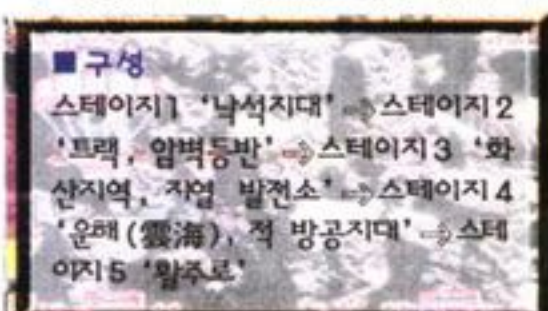 ■구성
스테이지1 '낙석지대' ⇨ 스테이지2
'트랙, 암벽등반' ⇨ 스테이지3 '화
산지역, 지열 발전소' ⇨ 스테이지4
'운해(雲海), 적 방공지대' ⇨ 스테
이지5 '활주로'